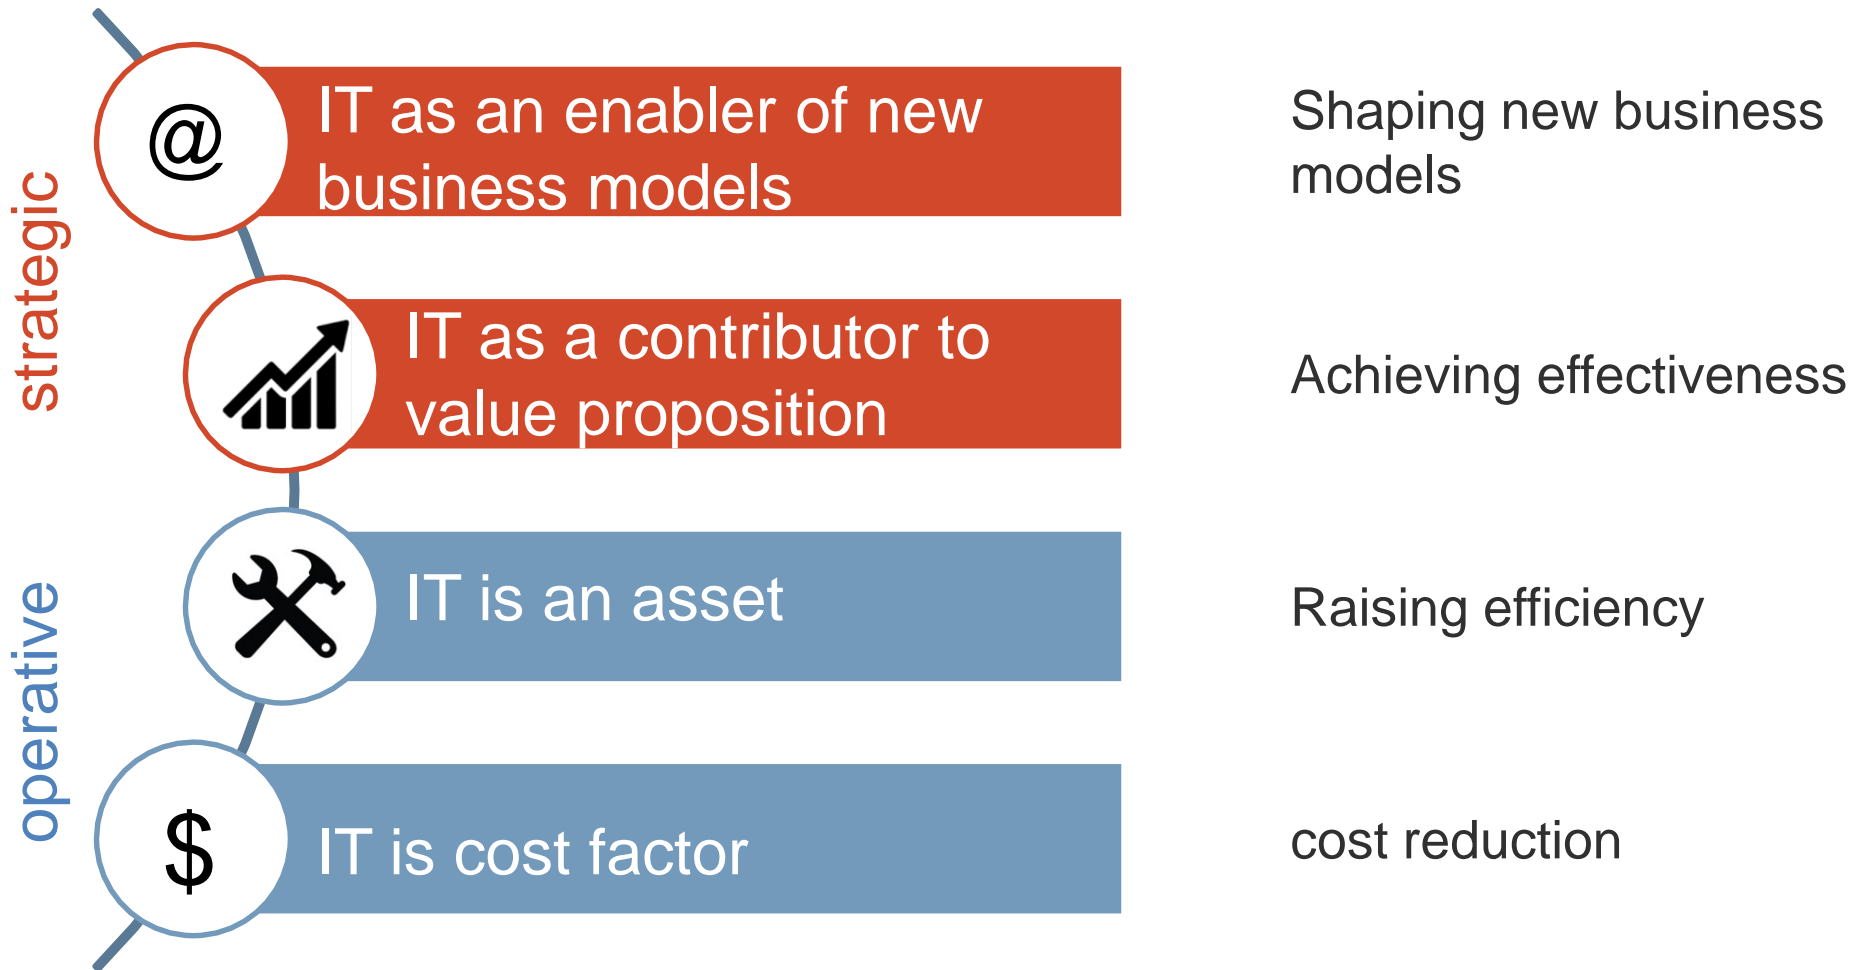 strategic
@
IT as an enabler of new
business models
Shaping new business
models
IT as a contributor to
value proposition
Achieving effectiveness
operative
IT is an asset
Raising efficiency
$
IT is cost factor
cost reduction